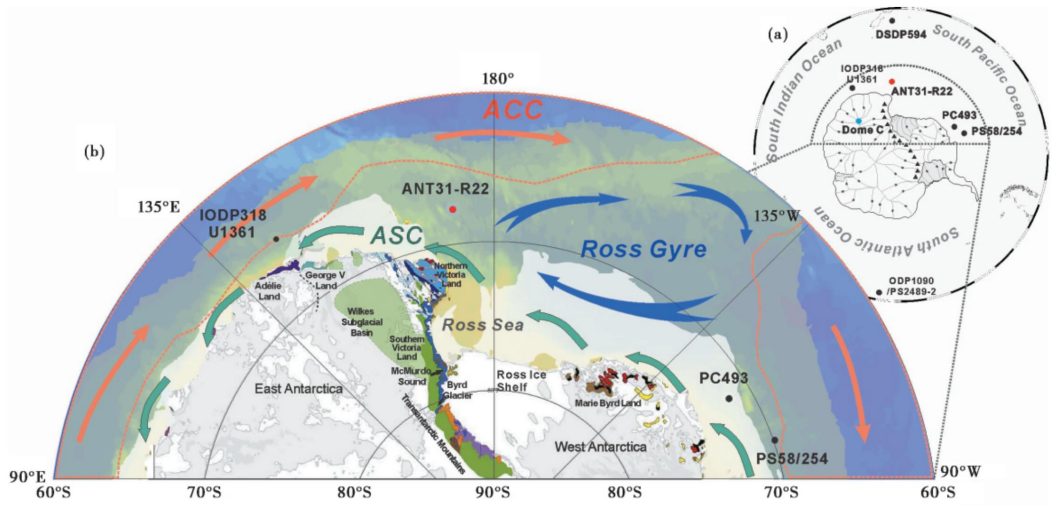 (a)
DSDP594
South Indian Ocean
South Pacific Ocean
IODP318
U1361
ANT31-R22
Dome C
PC493
PS58/254
South Atlantic Ocean
ODP1090
/PS2489-2
(b)
180°
ACC
135°E
IODP318
U1361
ANT31-R22
ASC
135°W
Ross Gyre
Adélie
Land
George V
Land
Northern
Victoria
Land
Wilkes
Subglacial
Basin
Ross Sea
Southern
Victoria
Land
McMurdo
Sound
Byrd
Glacier
Ross Ice
Shelf
East Antarctica
Transantarctic Mountains
Marie Byrd Land
West Antarctica
PC493
PS58/254
90°E
90°W
60°S
70°S
80°S
90°S
80°S
70°S
60°S